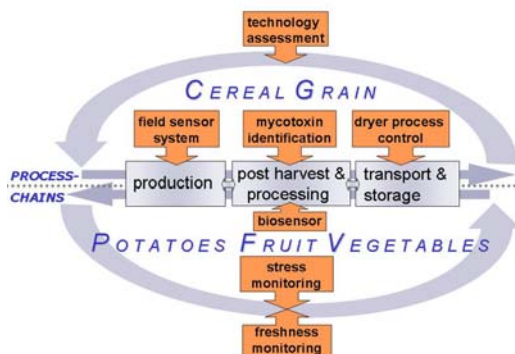 technology
assessment
CEREAL GRAIN
field sensor
system
mycotoxin
identification
dryer process
control
PROCESS-
CHAINS
production
post harvest &
processing
transport &
storage
biosensor
POTATOES FRUIT VEGETABLES
stress
monitoring
freshness
monitoring